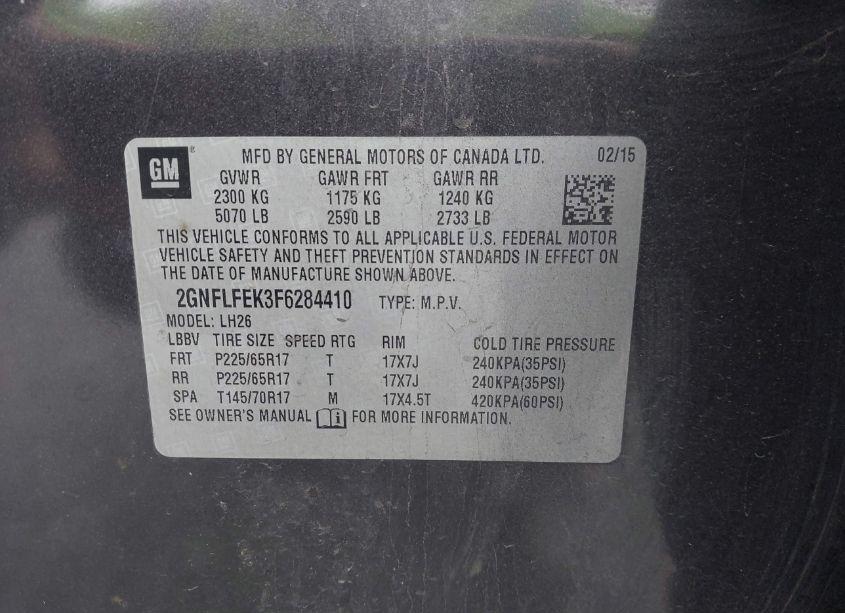 GM® MFD BY GENERAL MOTORS OF CANADA LTD. 02/15
GVWR GAWR FRT GAWR RR
2300 KG 1175 KG 1240 KG
5070 LB 2590 LB 2733 LB
THIS VEHICLE CONFORMS TO ALL APPLICABLE U.S. FEDERAL MOTOR
VEHICLE SAFETY AND THEFT PREVENTION STANDARDS IN EFFECT ON
THE DATE OF MANUFACTURE SHOWN ABOVE.
2GNFLFEK3F6284410 TYPE: M.P.V.
MODEL: LH26
LBBV TIRE SIZE SPEED RTG RIM COLD TIRE PRESSURE
FRT P225/65R17 T 17X7J 240KPA(35PSI)
RR P225/65R17 T 17X7J 240KPA(35PSI)
SPA T145/70R17 M 17X4.5T 420KPA(60PSI)
SEE OWNER'S MANUAL FOR MORE INFORMATION.